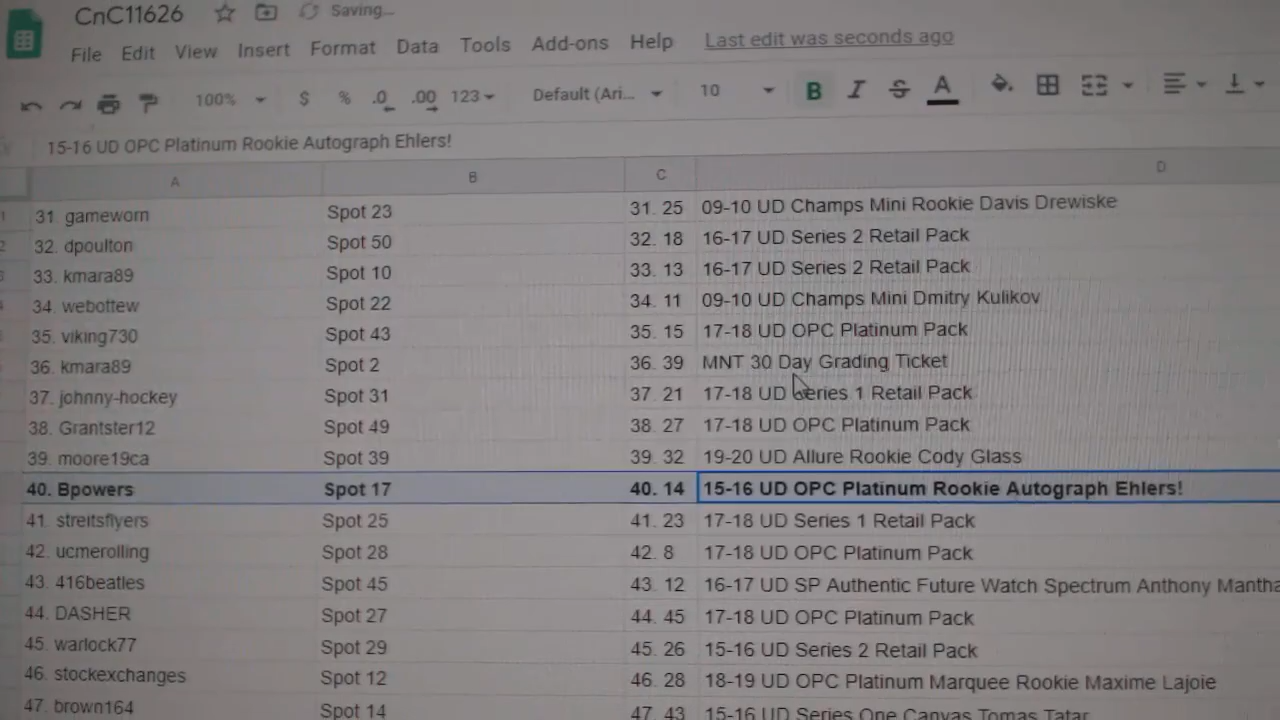 CnC11626 Saving...
File Edit View Insert Format Data Tools Add-ons Help Last edit was seconds ago
100% $ % .0 .00 123 Default (Ari... 10 B I S A
15-16 UD OPC Platinum Rookie Autograph Ehlers!
A B C D
31. gameworn Spot 23 31. 25 09-10 UD Champs Mini Rookie Davis Drewiske
32. dpoulton Spot 50 32. 18 16-17 UD Series 2 Retail Pack
33. kmara89 Spot 10 33. 13 16-17 UD Series 2 Retail Pack
34. webottew Spot 22 34. 11 09-10 UD Champs Mini Dmitry Kulikov
35. viking730 Spot 43 35. 15 17-18 UD OPC Platinum Pack
36. kmara89 Spot 2 36. 39 MNT 30 Day Grading Ticket
37. johnny-hockey Spot 31 37. 21 17-18 UD Series 1 Retail Pack
38. Grantster12 Spot 49 38. 27 17-18 UD OPC Platinum Pack
39. moore19ca Spot 39 39. 32 19-20 UD Allure Rookie Cody Glass
40. Bpowers Spot 17 40. 14 15-16 UD OPC Platinum Rookie Autograph Ehlers!
41. streitsflyers Spot 25 41. 23 17-18 UD Series 1 Retail Pack
42. ucmerolling Spot 28 42. 8 17-18 UD OPC Platinum Pack
43. 416beatles Spot 45 43. 12 16-17 UD SP Authentic Future Watch Spectrum Anthony Mantha
44. DASHER Spot 27 44. 45 17-18 UD OPC Platinum Pack
45. warlock77 Spot 29 45. 26 15-16 UD Series 2 Retail Pack
46. stockexchanges Spot 12 46. 28 18-19 UD OPC Platinum Marquee Rookie Maxime Lajoie
47. brown164 Spot 14 47. 43 15-16 UD Series One Canvas Tomas Tatar